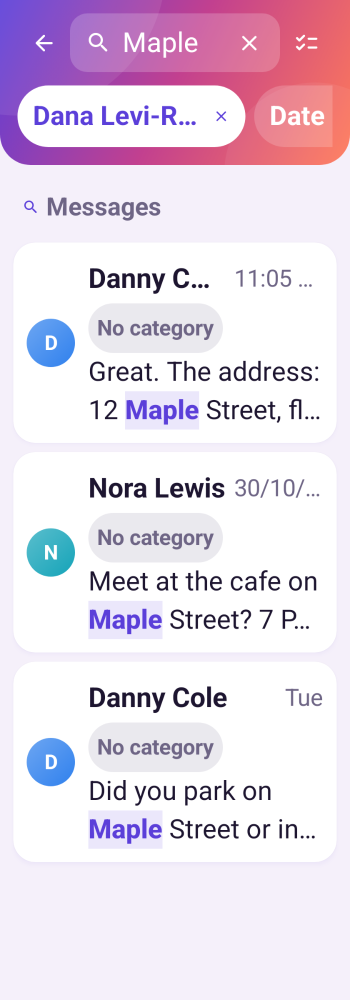 Maple
Dana Levi-R...
Date
Messages
Danny C...
11:05 ...
No category
D
Great. The address:
12 Maple Street, fl...
Nora Lewis
30/10/...
No category
N
Meet at the cafe on
Maple Street? 7 P...
Danny Cole
Tue
No category
D
Did you park on
Maple Street or in...